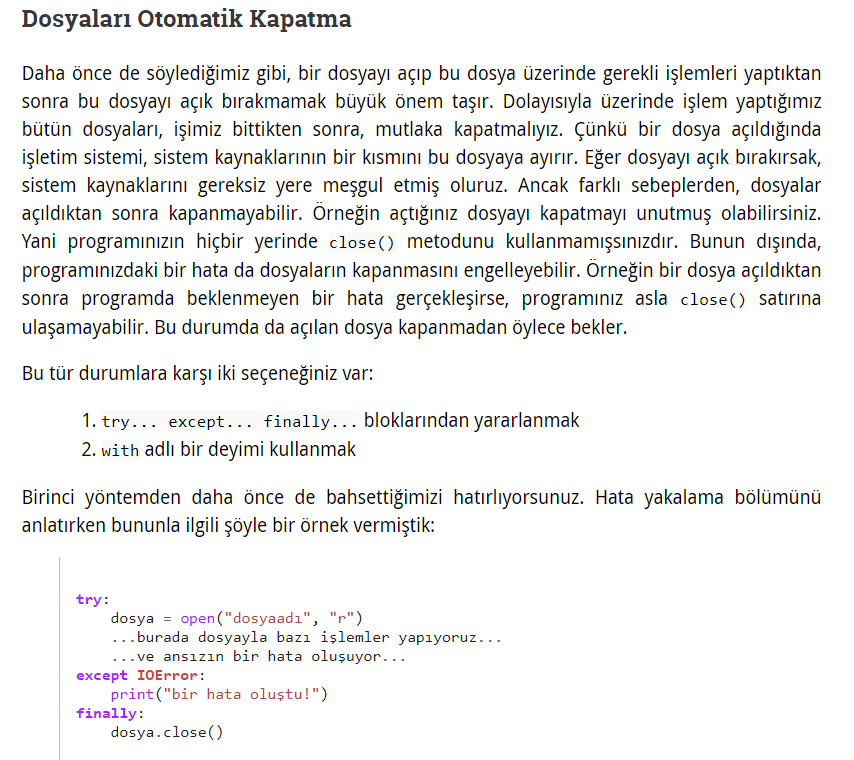 Dosyaları Otomatik Kapatma
Daha önce de söylediğimiz gibi, bir dosyayı açıp bu dosya üzerinde gerekli işlemleri yaptıktan
sonra bu dosyayı açık bırakmamak büyük önem taşır. Dolayısıyla üzerinde işlem yaptığımız
bütün dosyaları, işimiz bittikten sonra, mutlaka kapatmalıyız. Çünkü bir dosya açıldığında
işletim sistemi, sistem kaynaklarının bir kısmını bu dosyaya ayırır. Eğer dosyayı açık bırakırsak,
sistem kaynaklarını gereksiz yere meşgul etmiş oluruz. Ancak farklı sebeplerden, dosyalar
açıldıktan sonra kapanmayabilir. Örneğin açtığınız dosyayı kapatmayı unutmuş olabilirsiniz.
Yani programınızın hiçbir yerinde close() metodunu kullanmamışsınızdır. Bunun dışında,
programınızdaki bir hata da dosyaların kapanmasını engelleyebilir. Örneğin bir dosya açıldıktan
sonra programda beklenmeyen bir hata gerçekleşirse, programınız asla close() satırına
ulaşamayabilir. Bu durumda da açılan dosya kapanmadan öylece bekler.
Bu tür durumlara karşı iki seçeneğiniz var:
1. try... except... finally... bloklarından yararlanmak
2. with adlı bir deyimi kullanmak
Birinci yöntemden daha önce de bahsettiğimizi hatırlıyorsunuz. Hata yakalama bölümünü
anlatırken bununla ilgili şöyle bir örnek vermiştik:
try:
    dosya = open("dosyaadı", "r")
    ...burada dosyayla bazı işlemler yapıyoruz...
    ...ve ansızın bir hata oluşuyor...
except IOError:
    print("bir hata oluştu!")
finally:
    dosya.close()